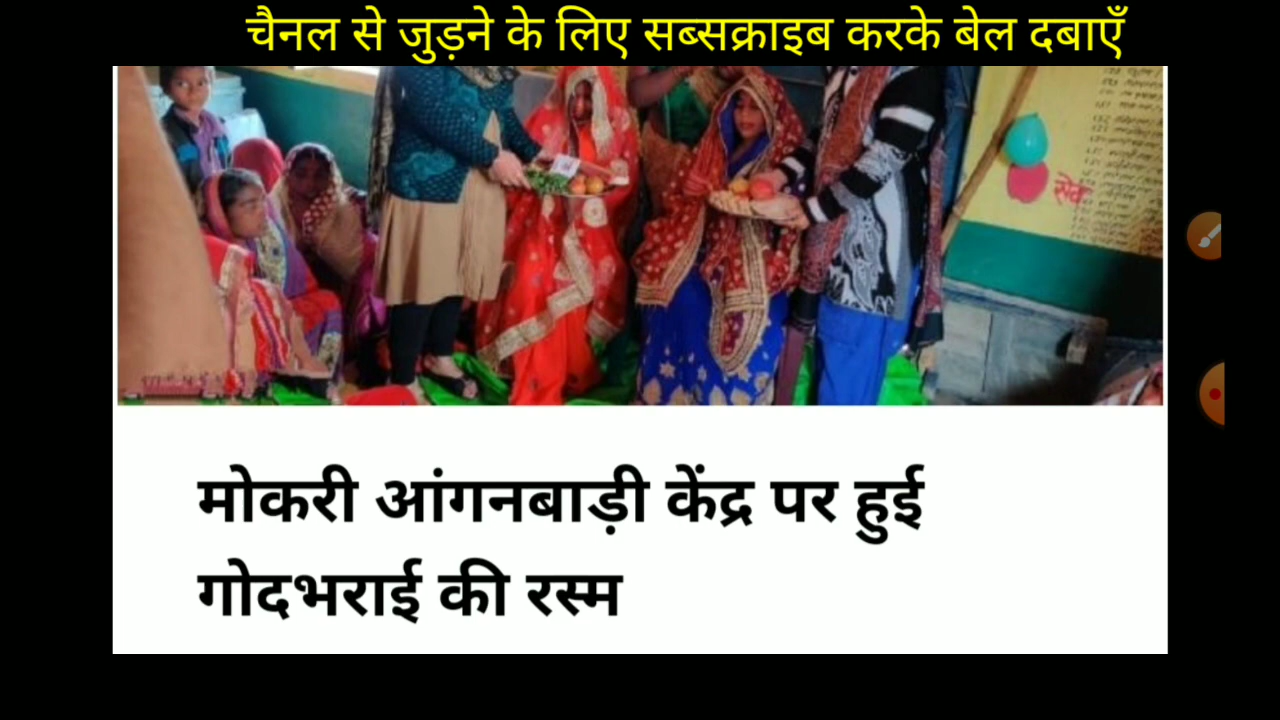 चैनल से जुड़ने के लिए सब्सक्राइब करके बेल दबाएँ
सेव
मोकरी आंगनबाड़ी केंद्र पर हुई
गोदभराई की रस्म